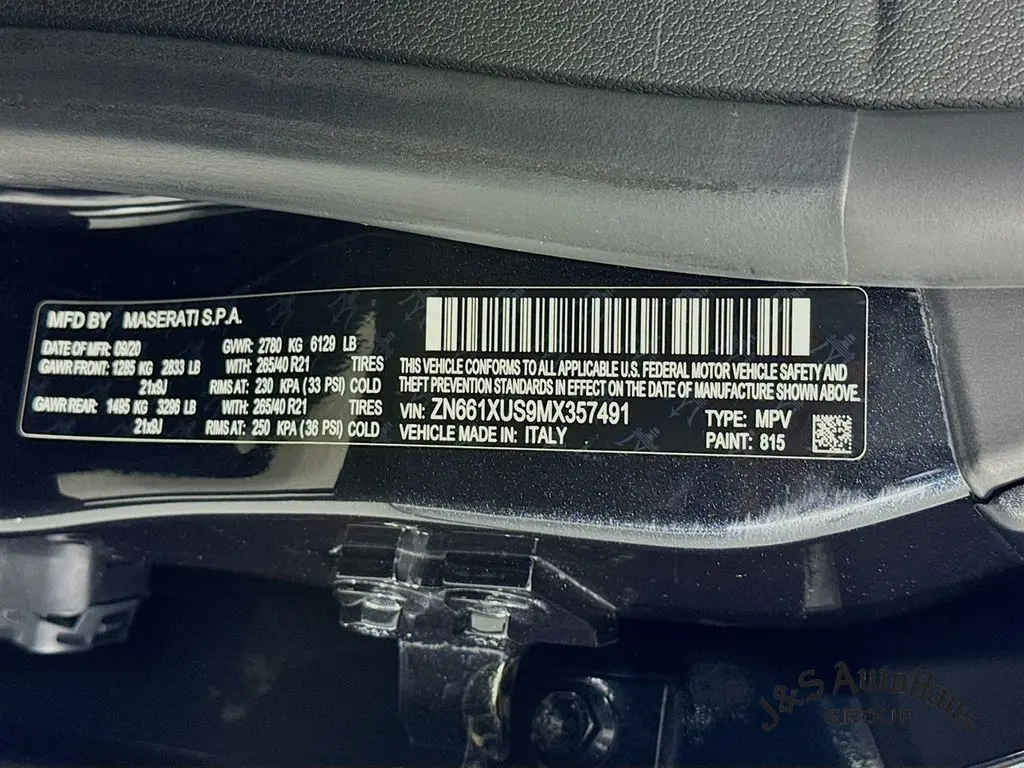 MFD BY MASERATI S.P.A.
DATE OF MFR: 09/20 GVWR: 2780 KG 6129 LB
GAWR FRONT: 1285 KG 2833 LB WITH: 265/40 R21 TIRES
21x9J RIMS AT: 230 KPA (33 PSI) COLD
GAWR REAR: 1495 KG 3296 LB WITH: 265/40 R21 TIRES
21x9J RIMS AT: 250 KPA (36 PSI) COLD
THIS VEHICLE CONFORMS TO ALL APPLICABLE U.S. FEDERAL MOTOR VEHICLE SAFETY AND
THEFT PREVENTION STANDARDS IN EFFECT ON THE DATE OF MANUFACTURE SHOWN ABOVE.
VIN: ZN661XUS9MX357491 TYPE: MPV
VEHICLE MADE IN: ITALY PAINT: 815
J&S AutoHaus
GROUP